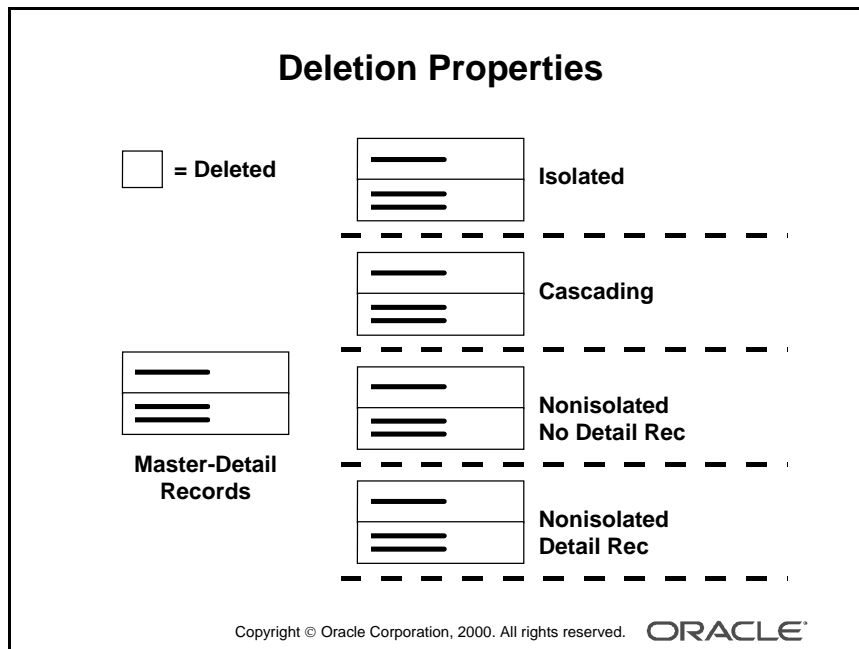 Deletion Properties
= Deleted
Isolated
Cascading
Nonisolated
No Detail Rec
Master-Detail
Records
Nonisolated
Detail Rec
Copyright © Oracle Corporation, 2000. All rights reserved.
ORACLE®